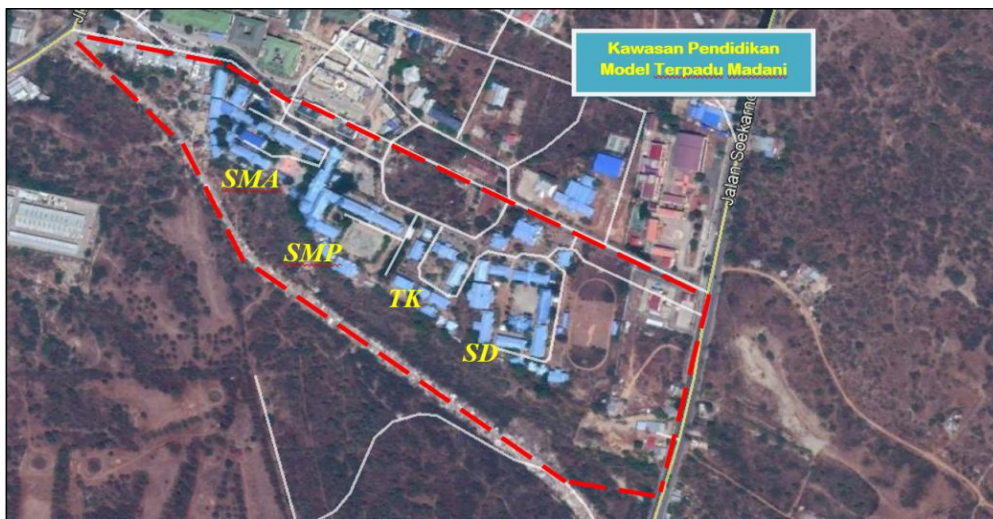 Kawasan Pendidikan
Model Terpadu Madani
Jalan Soekarno
SMA
SMP
TK
SD